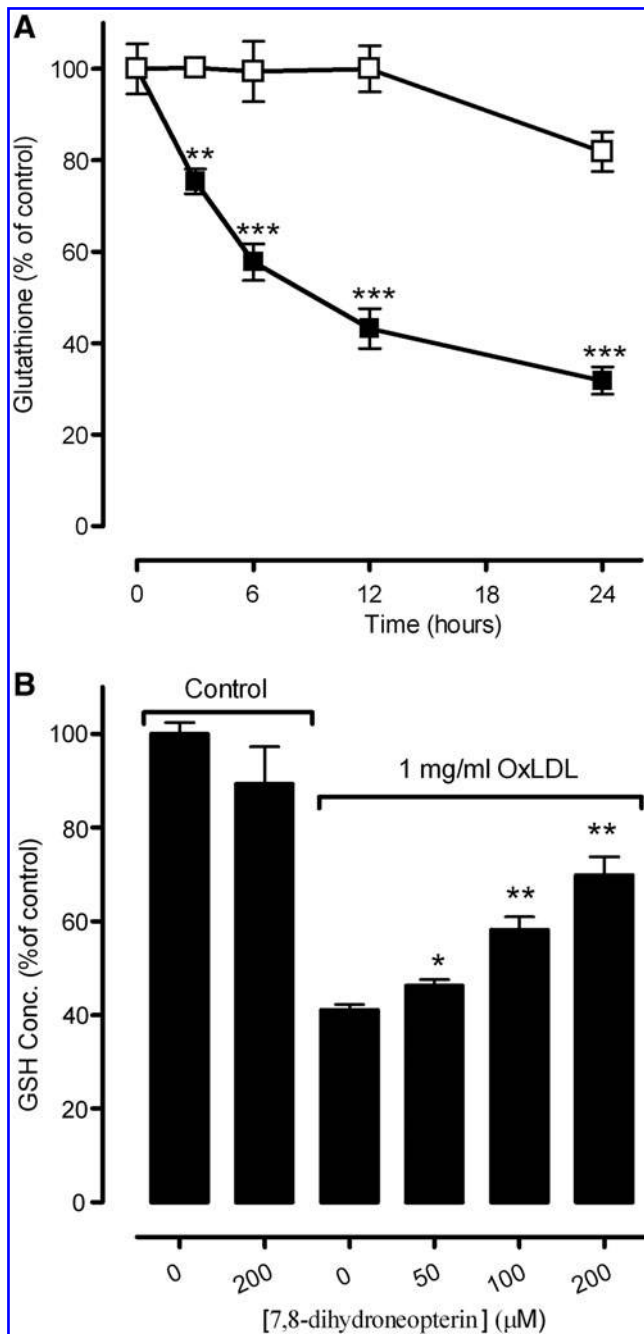 A
Glutathione (% of control)
100
80
60
40
20
0
**
***
***
***
0 6 12 18 24
Time (hours)
B
GSH Conc. (%of control)
Control
1 mg/ml OxLDL
100
80
60
40
20
0
*
**
**
0 200 0 50 100 200
[7,8-dihydroneopterin] (μM)